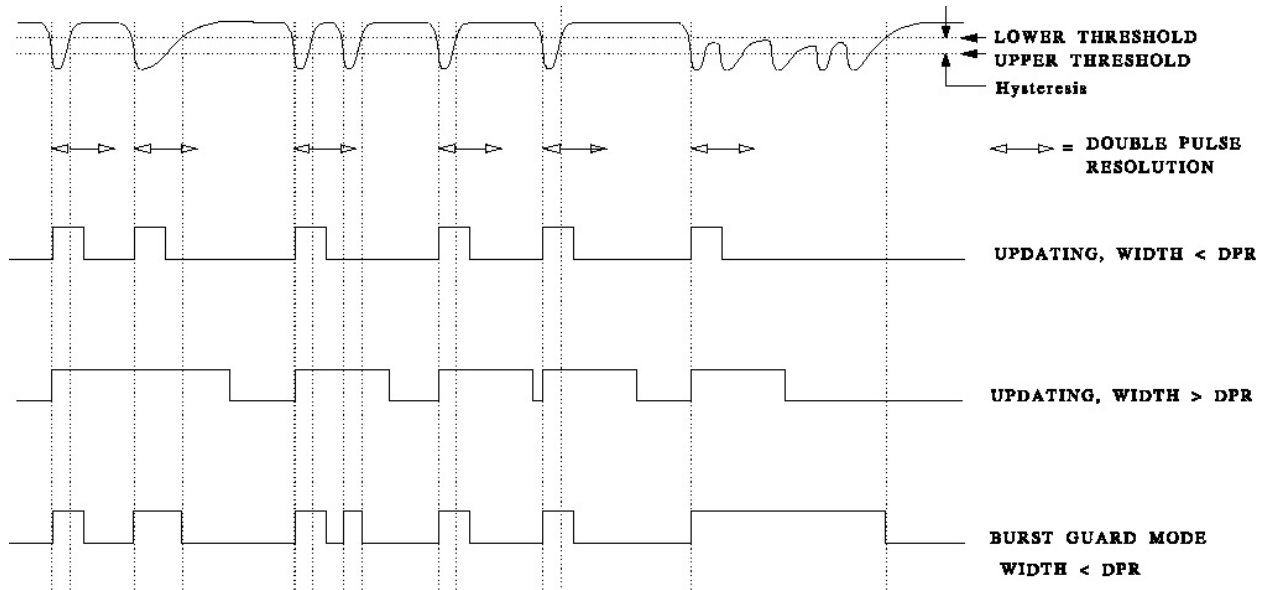 LOWER THRESHOLD
UPPER THRESHOLD
Hysteresis
= DOUBLE PULSE
RESOLUTION
UPDATING, WIDTH < DPR
UPDATING, WIDTH > DPR
BURST GUARD MODE
WIDTH < DPR